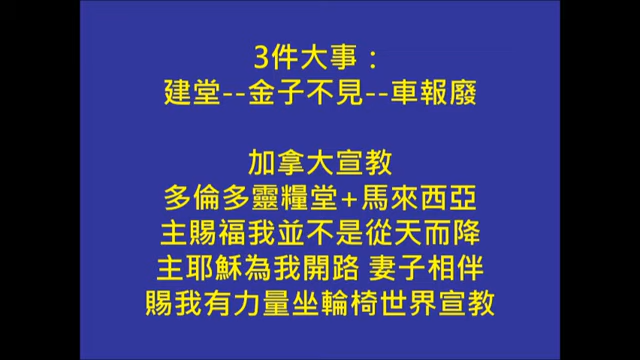 3件大事：
建堂--金子不見--車報廢
加拿大宣教
多倫多靈糧堂+馬來西亞
主賜福我並不是從天而降
主耶穌為我開路 妻子相伴
賜我有力量坐輪椅世界宣教